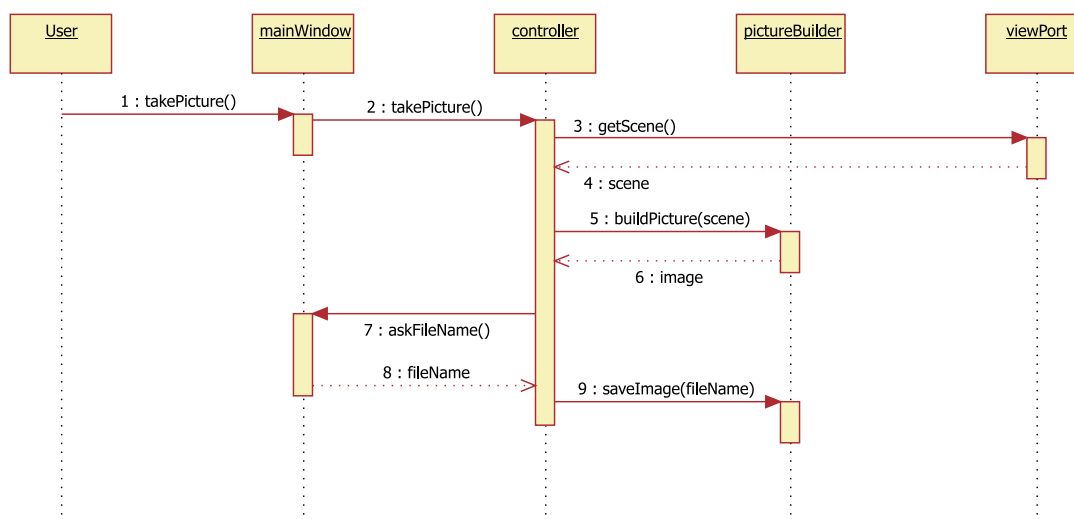 User
mainWindow
controller
pictureBuilder
viewPort
1 : takePicture()
2 : takePicture()
3 : getScene()
4 : scene
5 : buildPicture(scene)
6 : image
7 : askFileName()
8 : fileName
9 : saveImage(fileName)